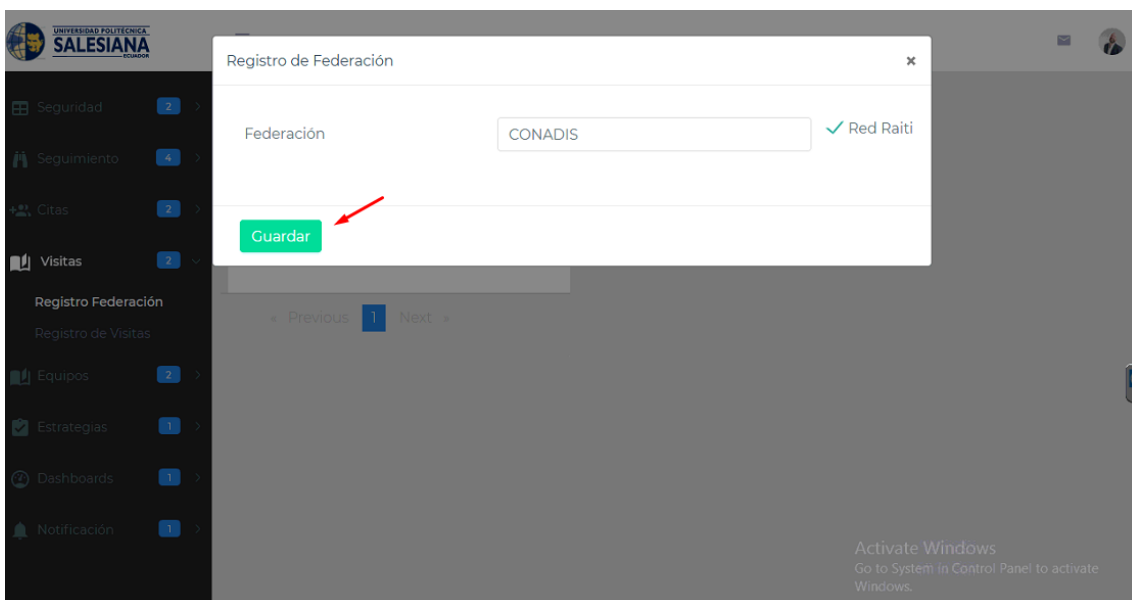 UNIVERSIDAD POLITÉCNICA
SALESIANA
ECUADOR
Registro de Federación
×
Seguridad 2
Federación CONADIS Red Raiti
Seguimiento 4
Citas 2
Guardar
Visitas 2
Registro Federación
« Previous 1 Next »
Registro de Visitas
Equipos 2
Estrategias 1
Dashboards 1
Notificación 1
Activate Windows
Go to System in Control Panel to activate
Windows.